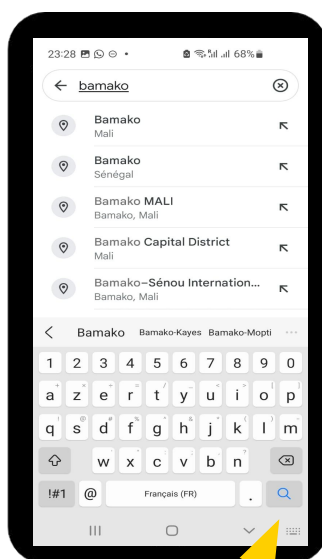 23:28 68%
bamako
Bamako
Mali
Bamako
Sénégal
Bamako MALI
Bamako, Mali
Bamako Capital District
Mali
Bamako–Sénou Internation...
Bamako, Mali
Bamako Bamako-Kayes Bamako-Mopti ...
1 2 3 4 5 6 7 8 9 0
a z e r t y u i o p
q s d f g h j k l m
w x c v b n
!#1 @ Français (FR) .